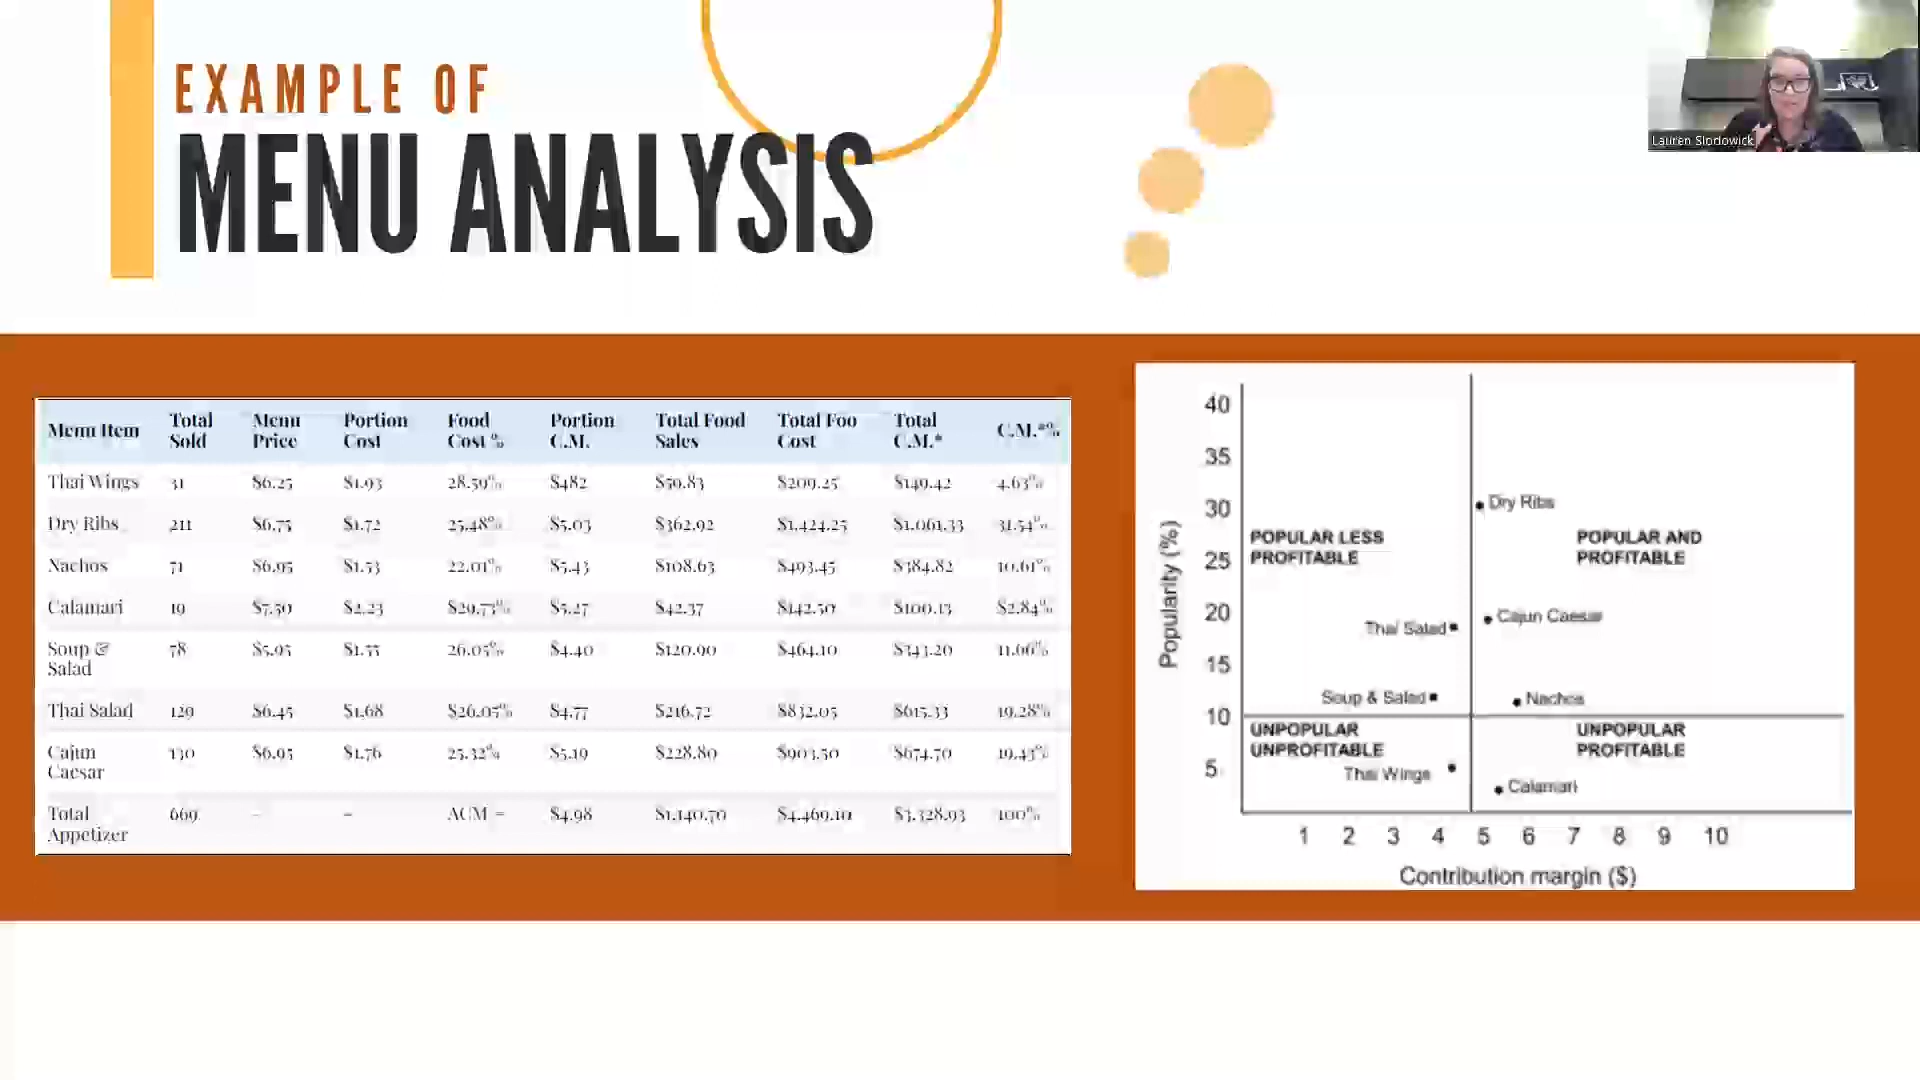 EXAMPLE OF
MENU ANALYSIS
Lauren Slodowick
Menu Item Total Sold Menu Price Portion Cost Food Cost % Portion C.M. Total Food Sales Total Foo Cost Total C.M.* C.M.*%
Thai Wings 31 $6.25 $1.93 28.59% $482 $59.83 $209.25 $149.42 4.63%
Dry Ribs 211 $6.75 $1.72 25.48% $5.03 $362.92 $1,424.25 $1,061.33 31.54%
Nachos 71 $6.95 $1.53 22.01% $5.43 $108.63 $493.45 $384.82 10.61%
Calamari 19 $7.50 $2.23 $29.73% $5.27 $42.37 $142.50 $100.13 $2.84%
Soup & Salad 78 $5.95 $1.55 26.05% $4.40 $120.90 $464.10 $343.20 11.66%
Thai Salad 129 $6.45 $1.68 $26.05% $4.77 $216.72 $832.05 $615.33 19.28%
Cajun Caesar 130 $6.95 $1.76 25.32% $5.19 $228.80 $903.50 $674.70 19.43%
Total Appetizer 669 – – ACM = $4.98 $1,140.70 $4,469.10 $3,328.93 100%
Popularity (%)
40
35
30
25
20
15
10
5
POPULAR LESS
PROFITABLE
POPULAR AND
PROFITABLE
UNPOPULAR
UNPROFITABLE
UNPOPULAR
PROFITABLE
Dry Ribs
Cajun Caesar
Thai Salad
Soup & Salad
Nachos
Thai Wings
Calamari
1 2 3 4 5 6 7 8 9 10
Contribution margin ($)